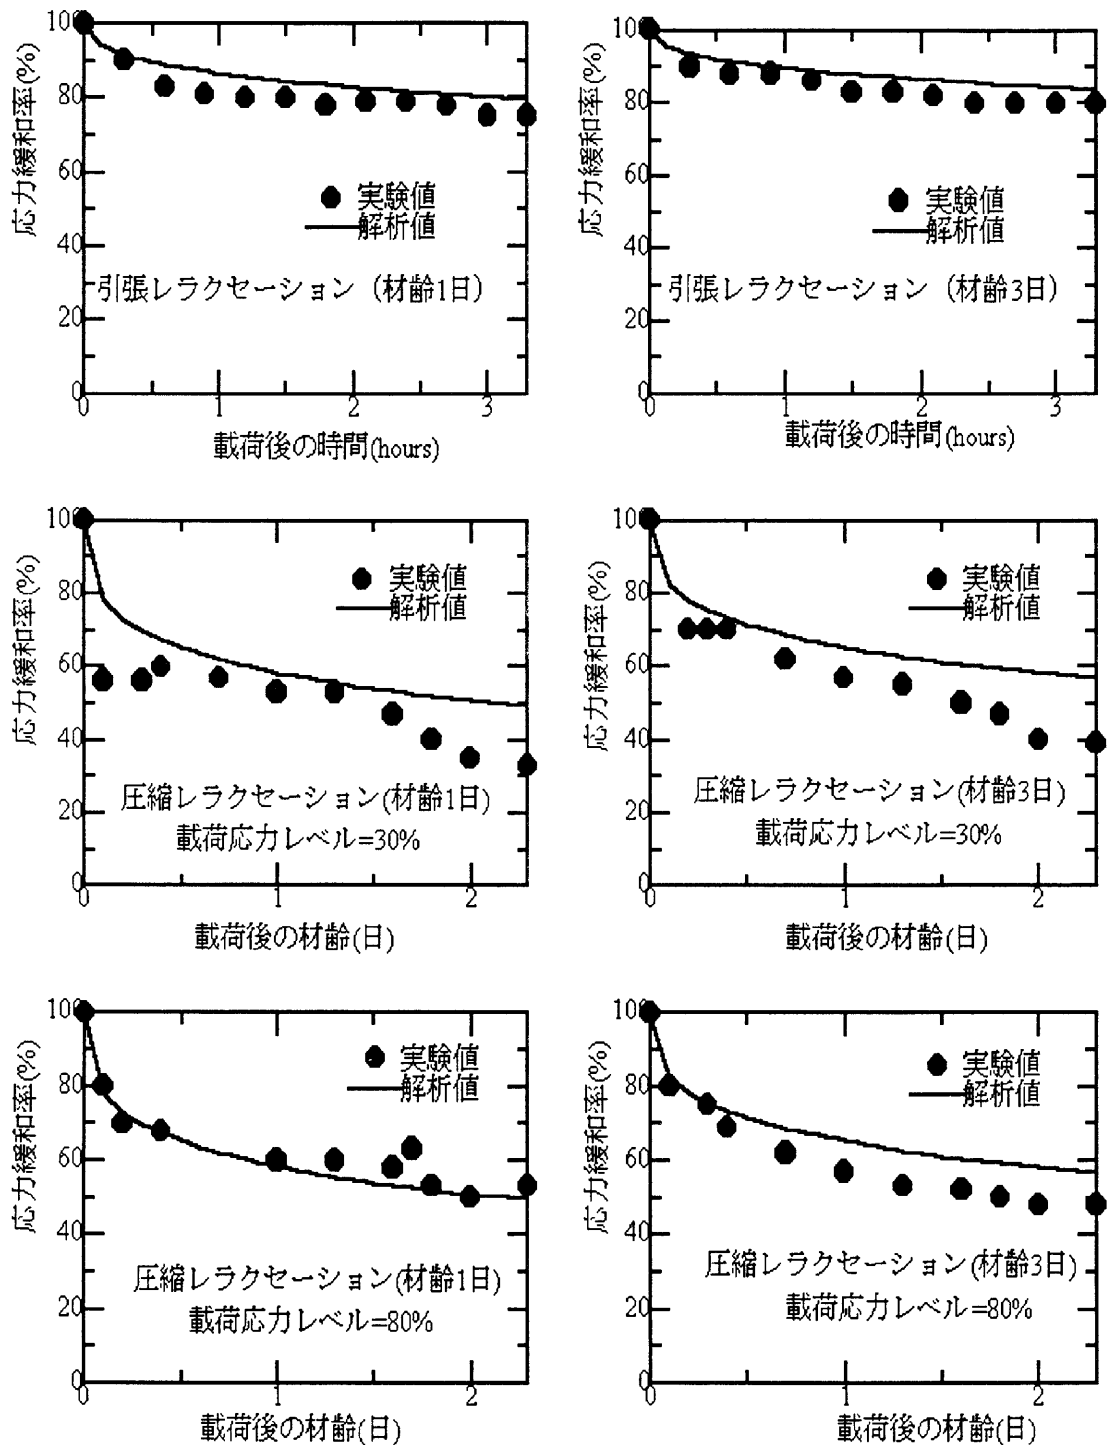 応力緩和率(%)
100
80
60
40
20
0
0 1 2 3
実験値
解析値
引張レラクセーション (材齢1日)
載荷後の時間(hours)
応力緩和率(%)
100
80
60
40
20
0
0 1 2 3
実験値
解析値
引張レラクセーション (材齢3日)
載荷後の時間(hours)
応力緩和率(%)
100
80
60
40
20
0
0 1 2
実験値
解析値
圧縮レラクセーション(材齢1日)
載荷応力レベル=30%
載荷後の材齢(日)
応力緩和率(%)
100
80
60
40
20
0
0 1 2
実験値
解析値
圧縮レラクセーション(材齢3日)
載荷応力レベル=30%
載荷後の材齢(日)
応力緩和率(%)
100
80
60
40
20
0
0 1 2
実験値
解析値
圧縮レラクセーション(材齢1日)
載荷応力レベル=80%
載荷後の材齢(日)
応力緩和率(%)
100
80
60
40
20
0
0 1 2
実験値
解析値
圧縮レラクセーション(材齢3日)
載荷応力レベル=80%
載荷後の材齢(日)